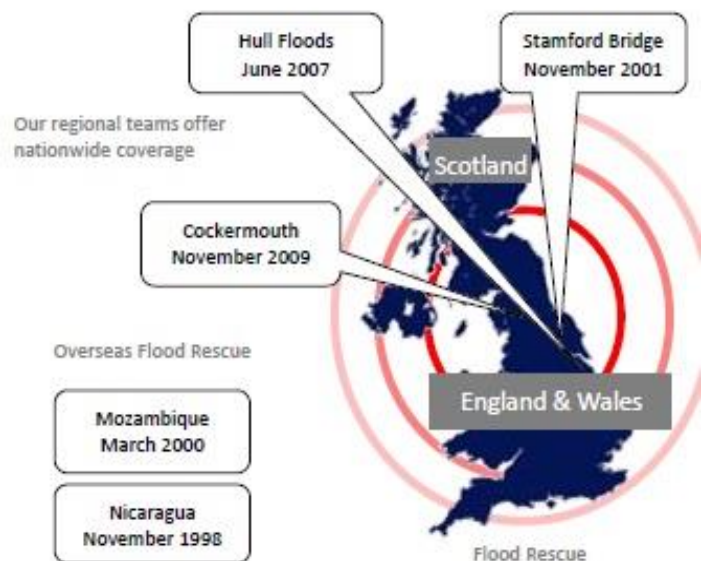 Hull Floods
June 2007
Stamford Bridge
November 2001
Our regional teams offer
nationwide coverage
Scotland
Cockermouth
November 2009
Overseas Flood Rescue
England & Wales
Mozambique
March 2000
Nicaragua
November 1998
Flood Rescue